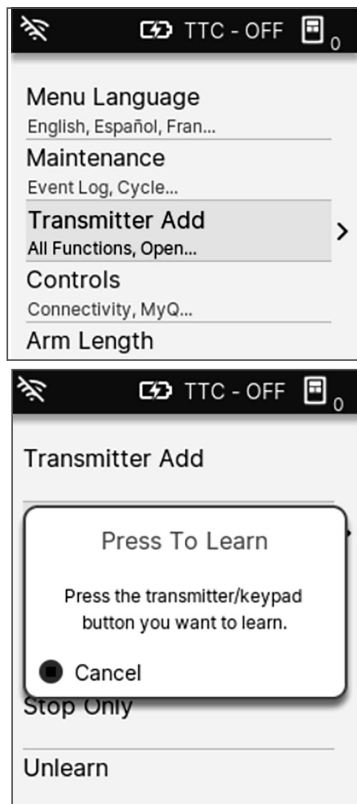 TTC - OFF 0
Menu Language
English, Español, Fran...
Maintenance
Event Log, Cycle...
Transmitter Add
All Functions, Open...
Controls
Connectivity, MyQ...
Arm Length
TTC - OFF 0
Transmitter Add
Press To Learn
Press the transmitter/keypad
button you want to learn.
Cancel
Stop Only
Unlearn